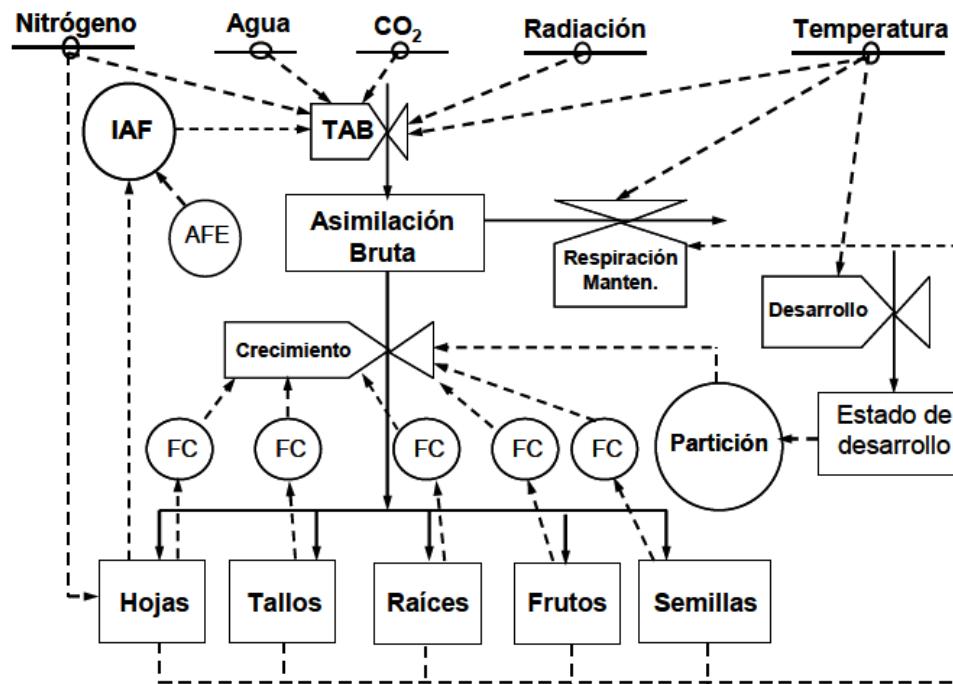 Nitrógeno
Agua
CO₂
Radiación
Temperatura
IAF
TAB
AFE
Asimilación
Bruta
Respiración
Manten.
Desarrollo
Crecimiento
Estado de
desarrollo
Partición
FC
FC
FC
FC
FC
Hojas
Tallos
Raíces
Frutos
Semillas